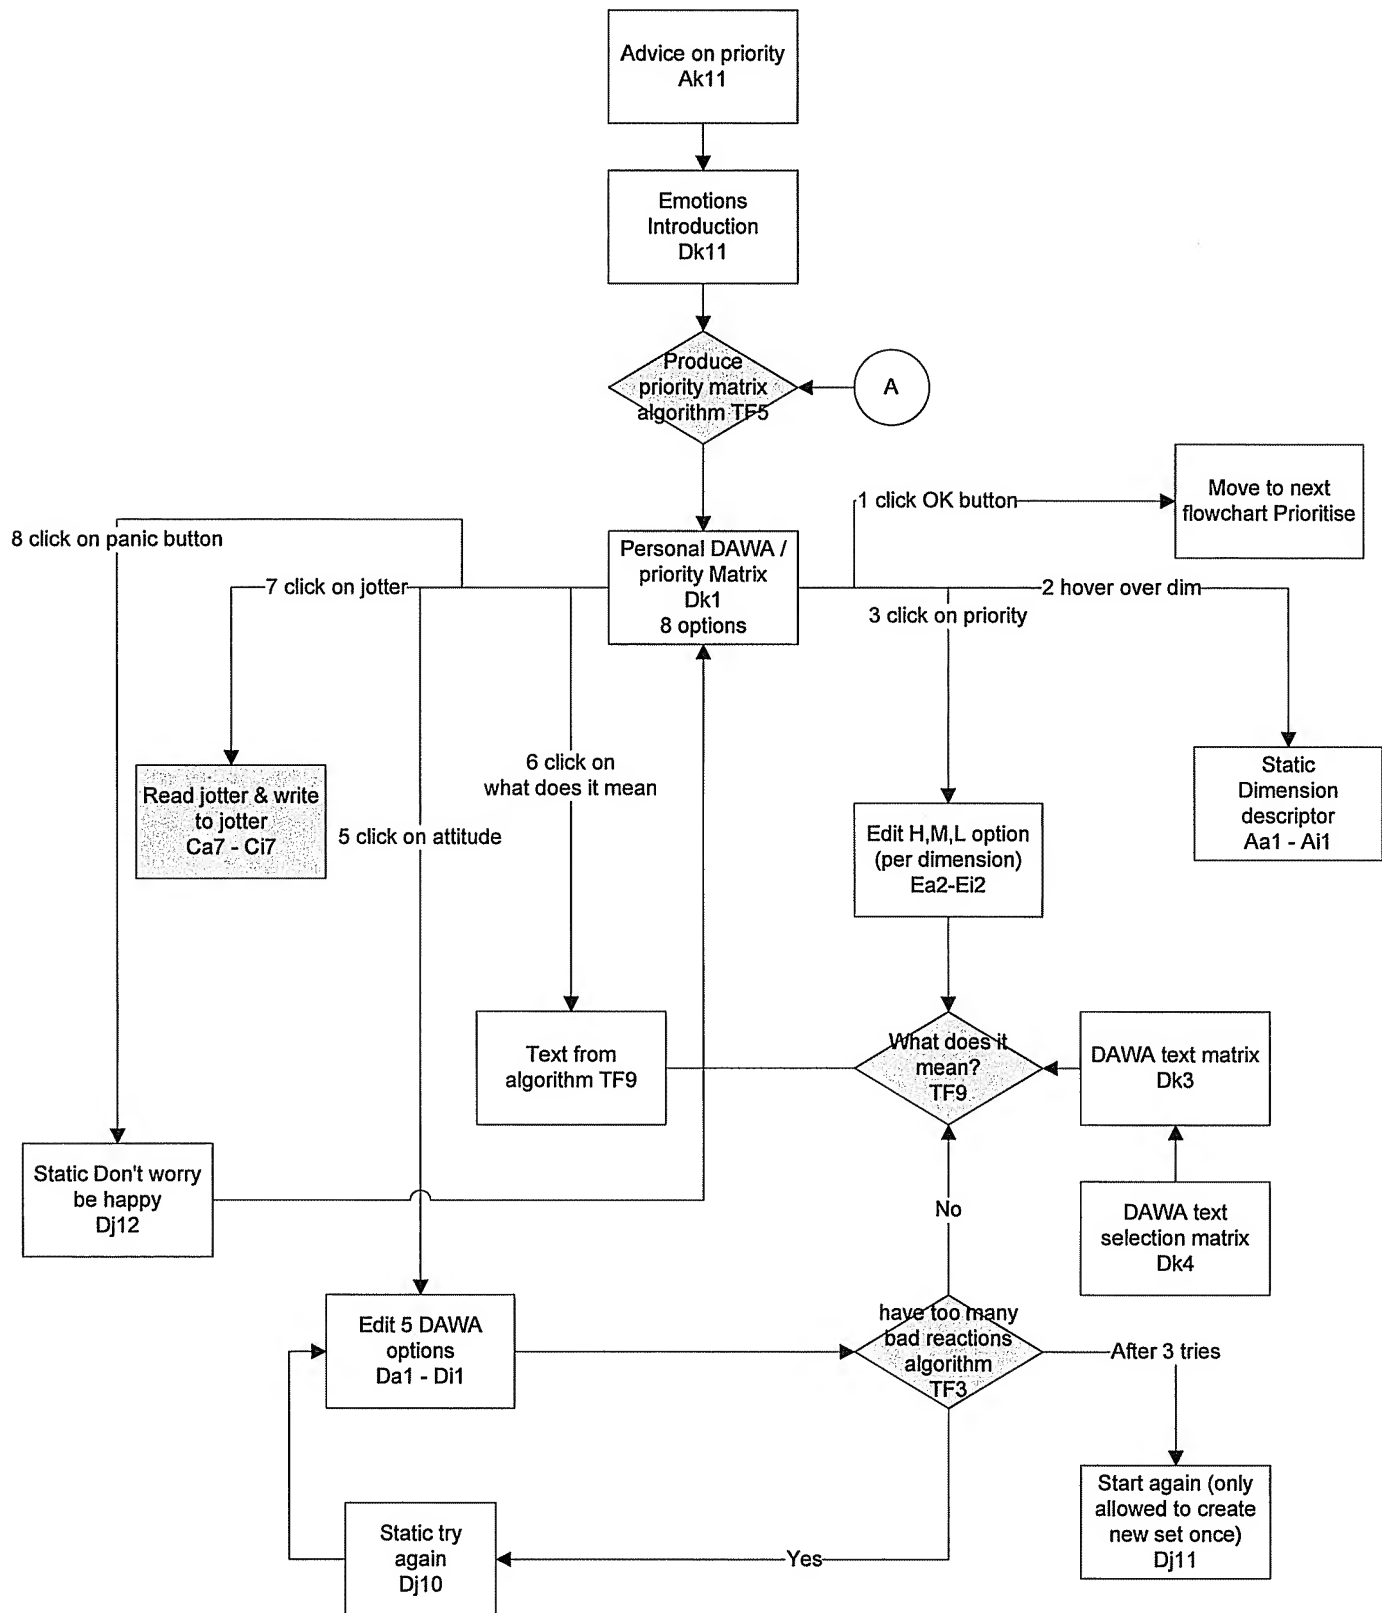 Advice on priority
Ak11
Emotions
Introduction
Dk11
Produce
priority matrix
algorithm TF5
A
1 click OK button
Move to next
flowchart Prioritise
8 click on panic button
Personal DAWA /
priority Matrix
Dk1
8 options
7 click on jotter
2 hover over dim
3 click on priority
6 click on
what does it mean
Static
Dimension
descriptor
Aa1 - Ai1
Read jotter & write
to jotter
Ca7 - Ci7
5 click on attitude
Edit H,M,L option
(per dimension)
Ea2-Ei2
Text from
algorithm TF9
What does it
mean?
TF9
DAWA text matrix
Dk3
Static Don't worry
be happy
Dj12
No
DAWA text
selection matrix
Dk4
Edit 5 DAWA
options
Da1 - Di1
have too many
bad reactions
algorithm
TF3
After 3 tries
Start again (only
allowed to create
new set once)
Dj11
Static try
again
Dj10
Yes